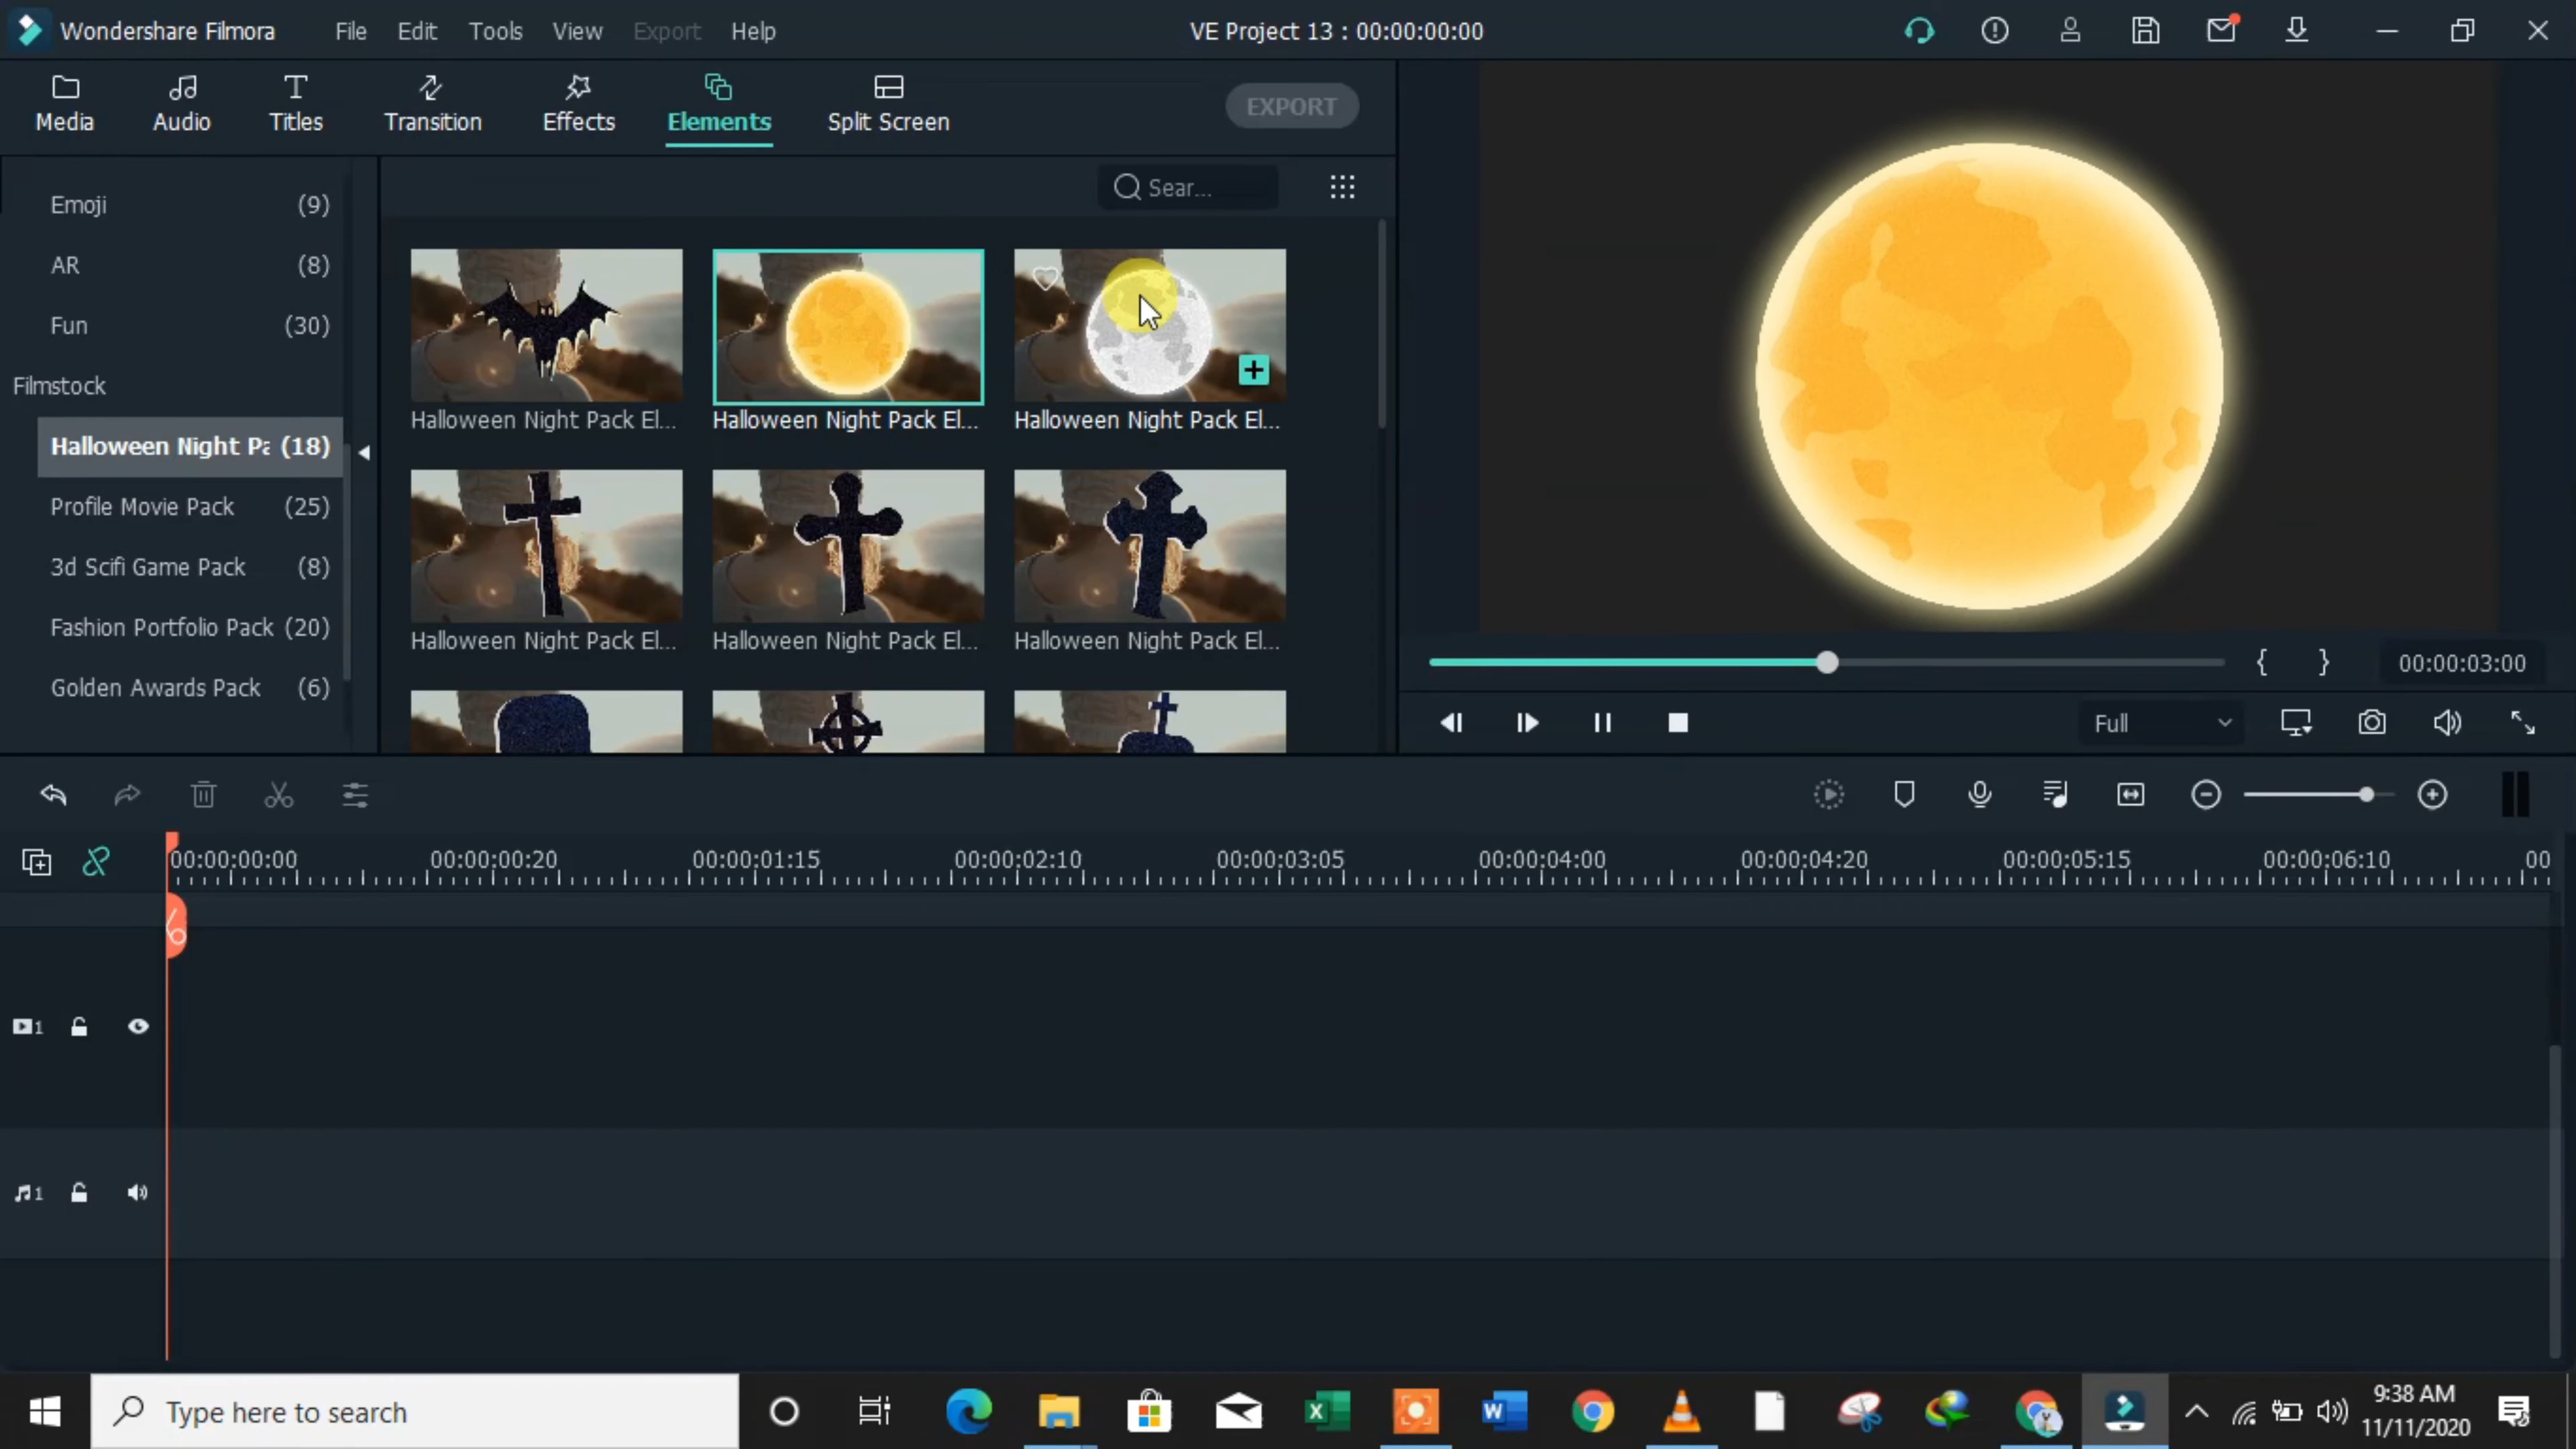 Wondershare Filmora File Edit Tools View Export Help VE Project 13 : 00:00:00:00
Media Audio Titles Transition Effects Elements Split Screen EXPORT
Sear...
Emoji (9)
AR (8)
Fun (30)
Filmstock
Halloween Night Pa (18)
Profile Movie Pack (25)
3d Scifi Game Pack (8)
Fashion Portfolio Pack (20)
Golden Awards Pack (6)
Halloween Night Pack El... Halloween Night Pack El... Halloween Night Pack El...
Halloween Night Pack El... Halloween Night Pack El... Halloween Night Pack El...
{ } 00:00:03:00
Full
00:00:00:00 00:00:00:20 00:00:01:15 00:00:02:10 00:00:03:05 00:00:04:00 00:00:04:20 00:00:05:15 00:00:06:10 00
1
1
Type here to search
9:38 AM
11/11/2020